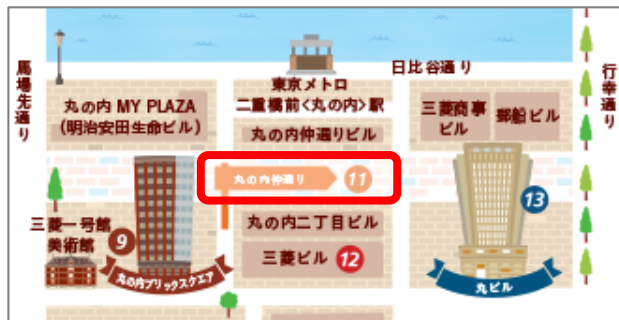 馬場先通り
日比谷通り
行幸通り
東京メトロ
二重橋前<丸の内>駅
丸の内 MY PLAZA
(明治安田生命ビル)
丸の内仲通りビル
三菱商事
ビル
郵船ビル
丸の内仲通り
11
三菱一号館
美術館
9
丸の内ブリックスクエア
丸の内二丁目ビル
三菱ビル
12
13
丸ビル